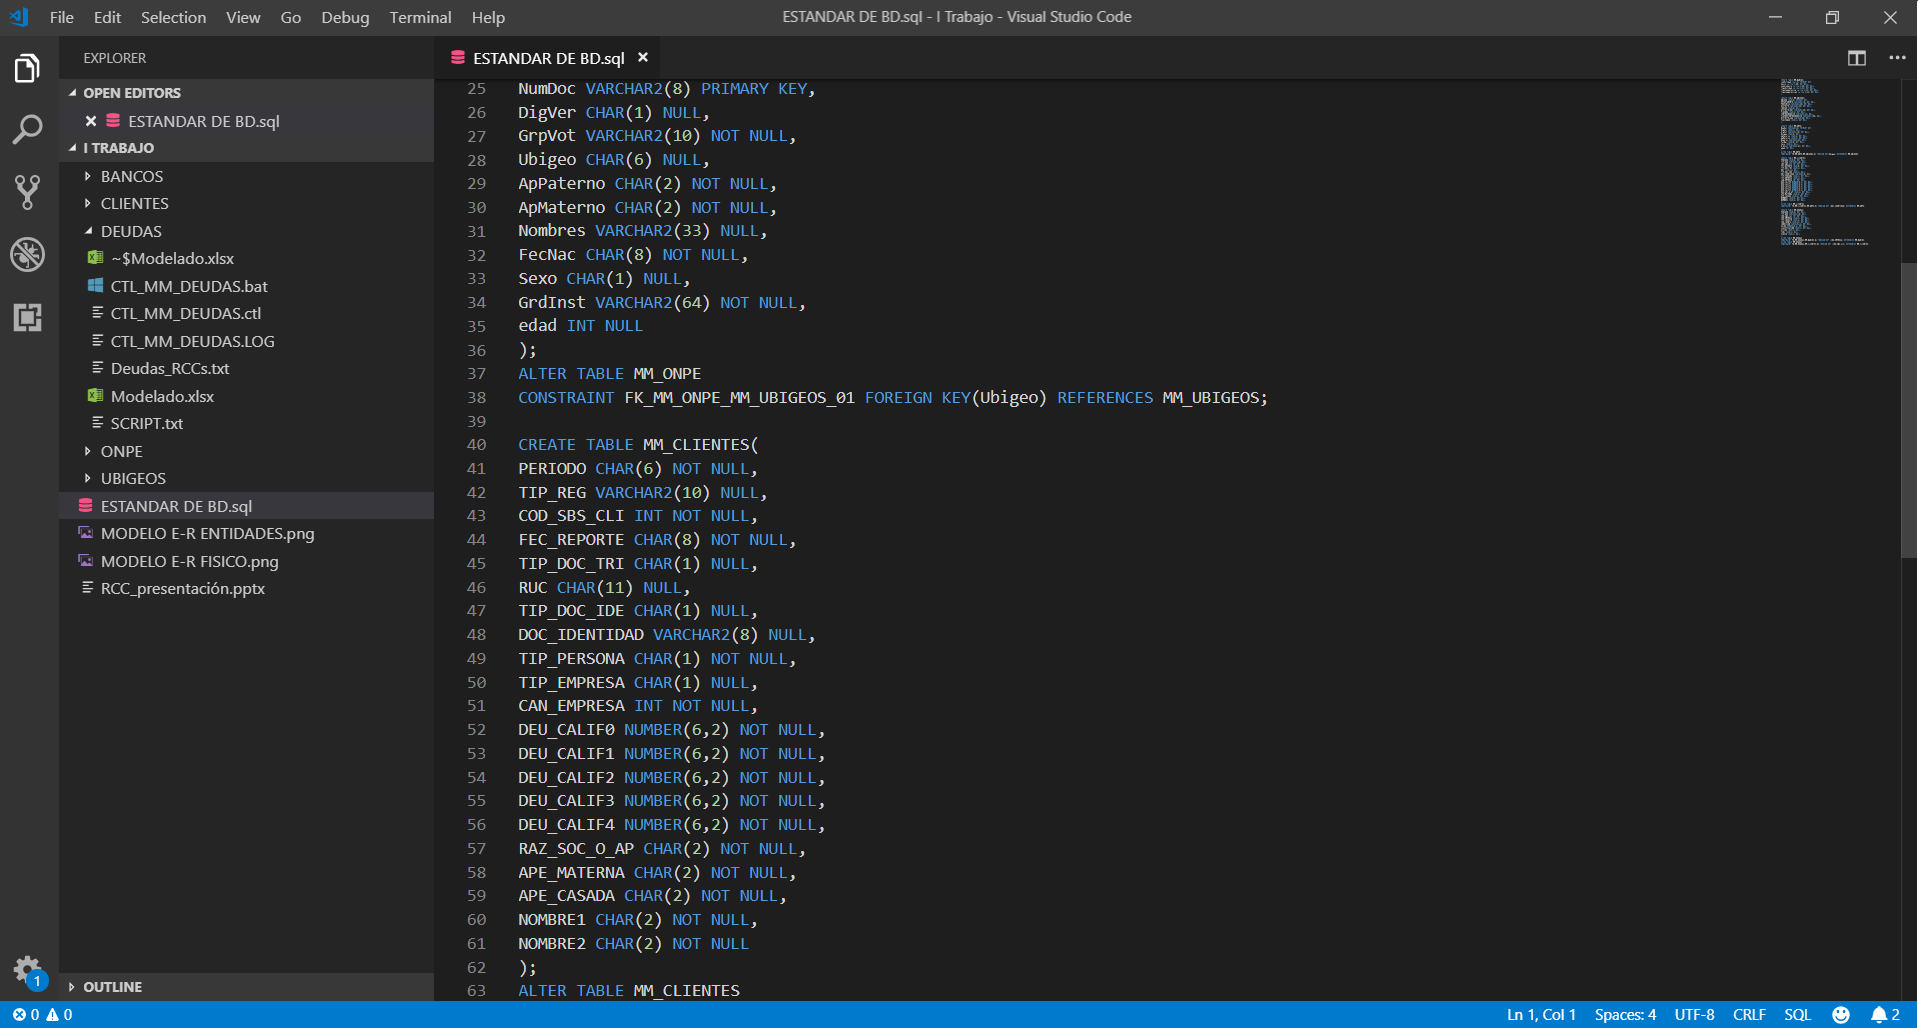 File Edit Selection View Go Debug Terminal Help
ESTANDAR DE BD.sql - I Trabajo - Visual Studio Code
EXPLORER
OPEN EDITORS
ESTANDAR DE BD.sql
I TRABAJO
BANCOS
CLIENTES
DEUDAS
~$Modelado.xlsx
CTL_MM_DEUDAS.bat
CTL_MM_DEUDAS.ctl
CTL_MM_DEUDAS.LOG
Deudas_RCCs.txt
Modelado.xlsx
SCRIPT.txt
ONPE
UBIGEOS
ESTANDAR DE BD.sql
MODELO E-R ENTIDADES.png
MODELO E-R FISICO.png
RCC_presentación.pptx
OUTLINE
1
ESTANDAR DE BD.sql
25 NumDoc VARCHAR2(8) PRIMARY KEY,
26 DigVer CHAR(1) NULL,
27 GrpVot VARCHAR2(10) NOT NULL,
28 Ubigeo CHAR(6) NULL,
29 ApPaterno CHAR(2) NOT NULL,
30 ApMaterno CHAR(2) NOT NULL,
31 Nombres VARCHAR2(33) NULL,
32 FecNac CHAR(8) NOT NULL,
33 Sexo CHAR(1) NULL,
34 GrdInst VARCHAR2(64) NOT NULL,
35 edad INT NULL
36 );
37 ALTER TABLE MM_ONPE
38 CONSTRAINT FK_MM_ONPE_MM_UBIGEOS_01 FOREIGN KEY(Ubigeo) REFERENCES MM_UBIGEOS;
39
40 CREATE TABLE MM_CLIENTES(
41 PERIODO CHAR(6) NOT NULL,
42 TIP_REG VARCHAR2(10) NULL,
43 COD_SBS_CLI INT NOT NULL,
44 FEC_REPORTE CHAR(8) NOT NULL,
45 TIP_DOC_TRI CHAR(1) NULL,
46 RUC CHAR(11) NULL,
47 TIP_DOC_IDE CHAR(1) NULL,
48 DOC_IDENTIDAD VARCHAR2(8) NULL,
49 TIP_PERSONA CHAR(1) NOT NULL,
50 TIP_EMPRESA CHAR(1) NULL,
51 CAN_EMPRESA INT NOT NULL,
52 DEU_CALIF0 NUMBER(6,2) NOT NULL,
53 DEU_CALIF1 NUMBER(6,2) NOT NULL,
54 DEU_CALIF2 NUMBER(6,2) NOT NULL,
55 DEU_CALIF3 NUMBER(6,2) NOT NULL,
56 DEU_CALIF4 NUMBER(6,2) NOT NULL,
57 RAZ_SOC_O_AP CHAR(2) NOT NULL,
58 APE_MATERNA CHAR(2) NOT NULL,
59 APE_CASADA CHAR(2) NOT NULL,
60 NOMBRE1 CHAR(2) NOT NULL,
61 NOMBRE2 CHAR(2) NOT NULL
62 );
63 ALTER TABLE MM_CLIENTES
0 0 Ln 1, Col 1 Spaces: 4 UTF-8 CRLF SQL 2